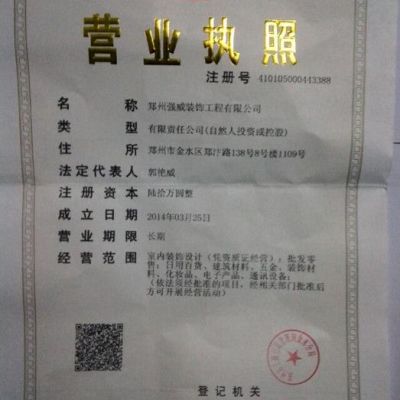 营业执照
注册号 410105000443388
名称 郑州强威装饰工程有限公司
类型 有限责任公司(自然人投资或控股)
住所 郑州市金水区郑汴路138号8号楼1109号
法定代表人 郭艳威
注册资本 陆拾万圆整
成立日期 2014年03月25日
营业期限 长期
经营范围 室内装饰设计（凭资质证经营）；批发零
售：日用百货、建筑材料、五金、装饰材
料、化妆品、电子产品、通讯设备；
（依法须经批准的项目，经相关部门批准后
方可开展经营活动）
登记机关